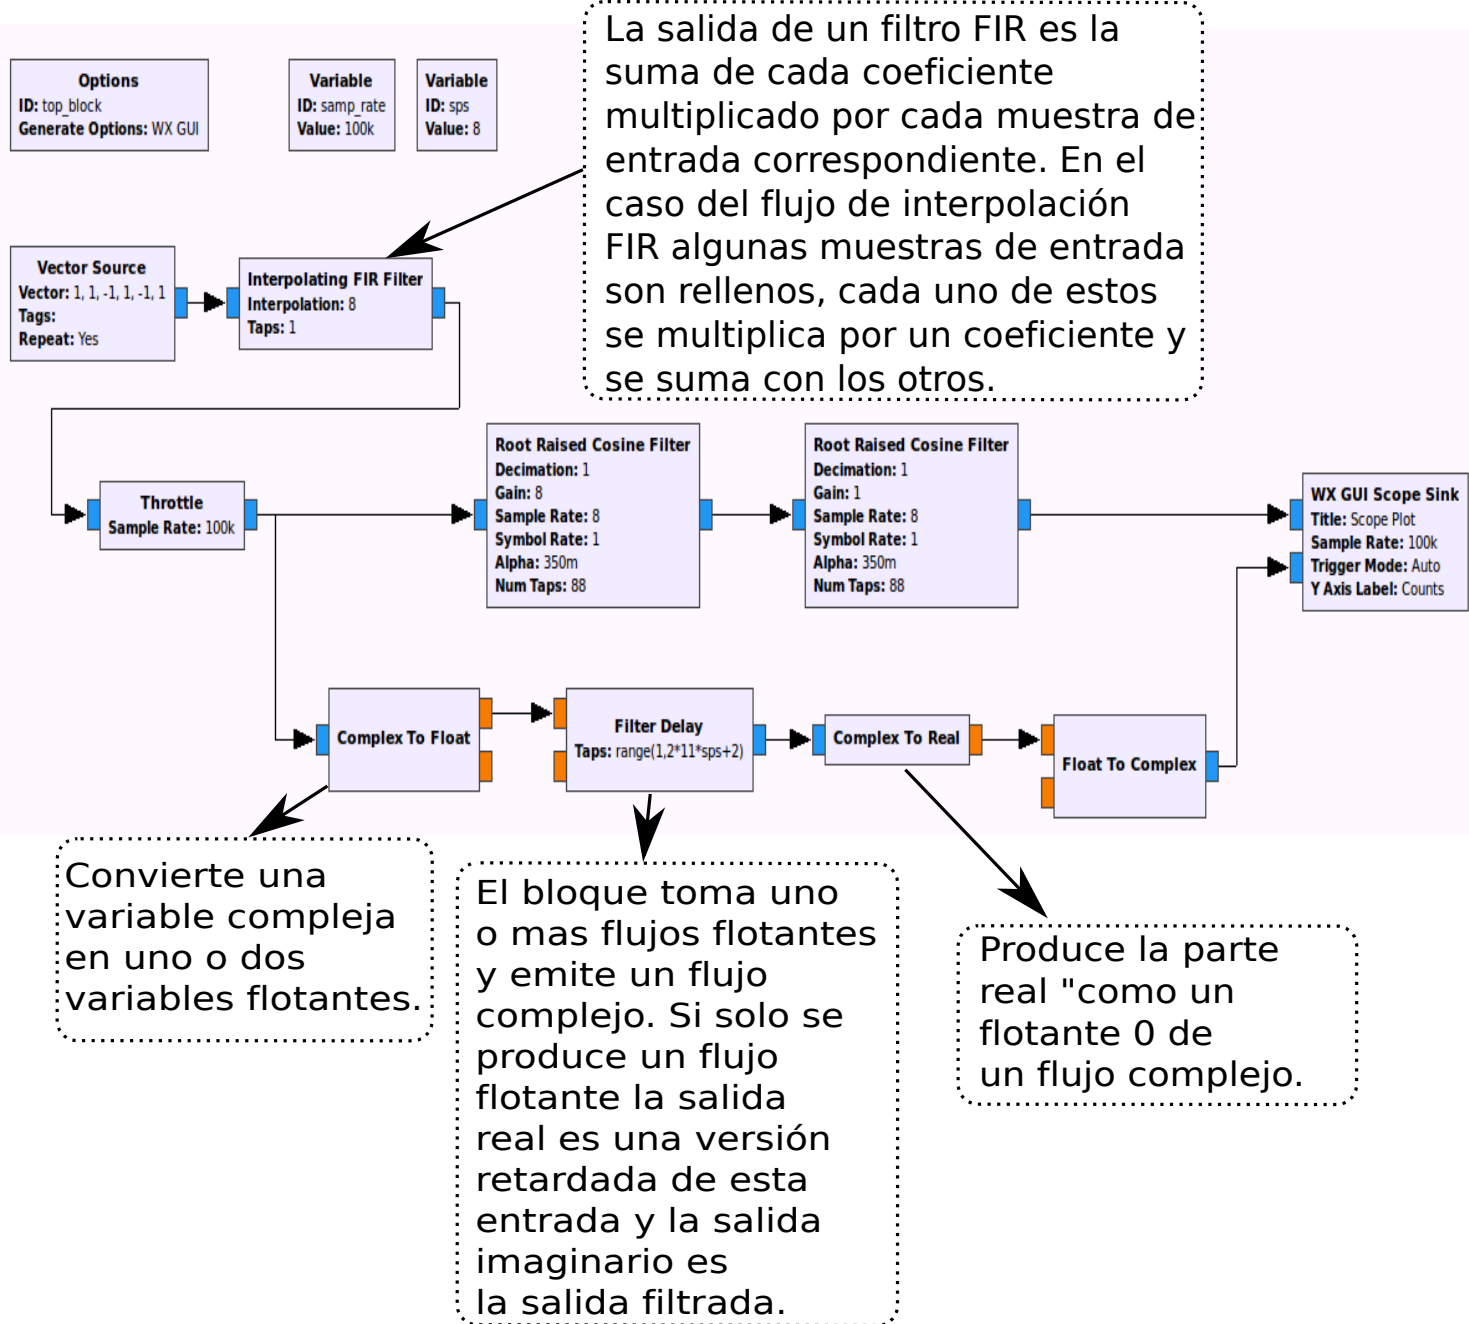 La salida de un filtro FIR es la
suma de cada coeficiente
multiplicado por cada muestra de
entrada correspondiente. En el
caso del flujo de interpolación
FIR algunas muestras de entrada
son rellenos, cada uno de estos
se multiplica por un coeficiente y
se suma con los otros.
Options
ID: top_block
Generate Options: WX GUI
Variable
ID: samp_rate
Value: 100k
Variable
ID: sps
Value: 8
Vector Source
Vector: 1, 1, -1, 1, -1, 1
Tags:
Repeat: Yes
Interpolating FIR Filter
Interpolation: 8
Taps: 1
Throttle
Sample Rate: 100k
Root Raised Cosine Filter
Decimation: 1
Gain: 8
Sample Rate: 8
Symbol Rate: 1
Alpha: 350m
Num Taps: 88
Root Raised Cosine Filter
Decimation: 1
Gain: 1
Sample Rate: 8
Symbol Rate: 1
Alpha: 350m
Num Taps: 88
WX GUI Scope Sink
Title: Scope Plot
Sample Rate: 100k
Trigger Mode: Auto
Y Axis Label: Counts
Complex To Float
Filter Delay
Taps: range(1,2*11*sps+2)
Complex To Real
Float To Complex
Convierte una
variable compleja
en uno o dos
variables flotantes.
El bloque toma uno
o mas flujos flotantes
y emite un flujo
complejo. Si solo se
produce un flujo
flotante la salida
real es una versión
retardada de esta
entrada y la salida
imaginario es
la salida filtrada.
Produce la parte
real "como un
flotante 0 de
un flujo complejo.